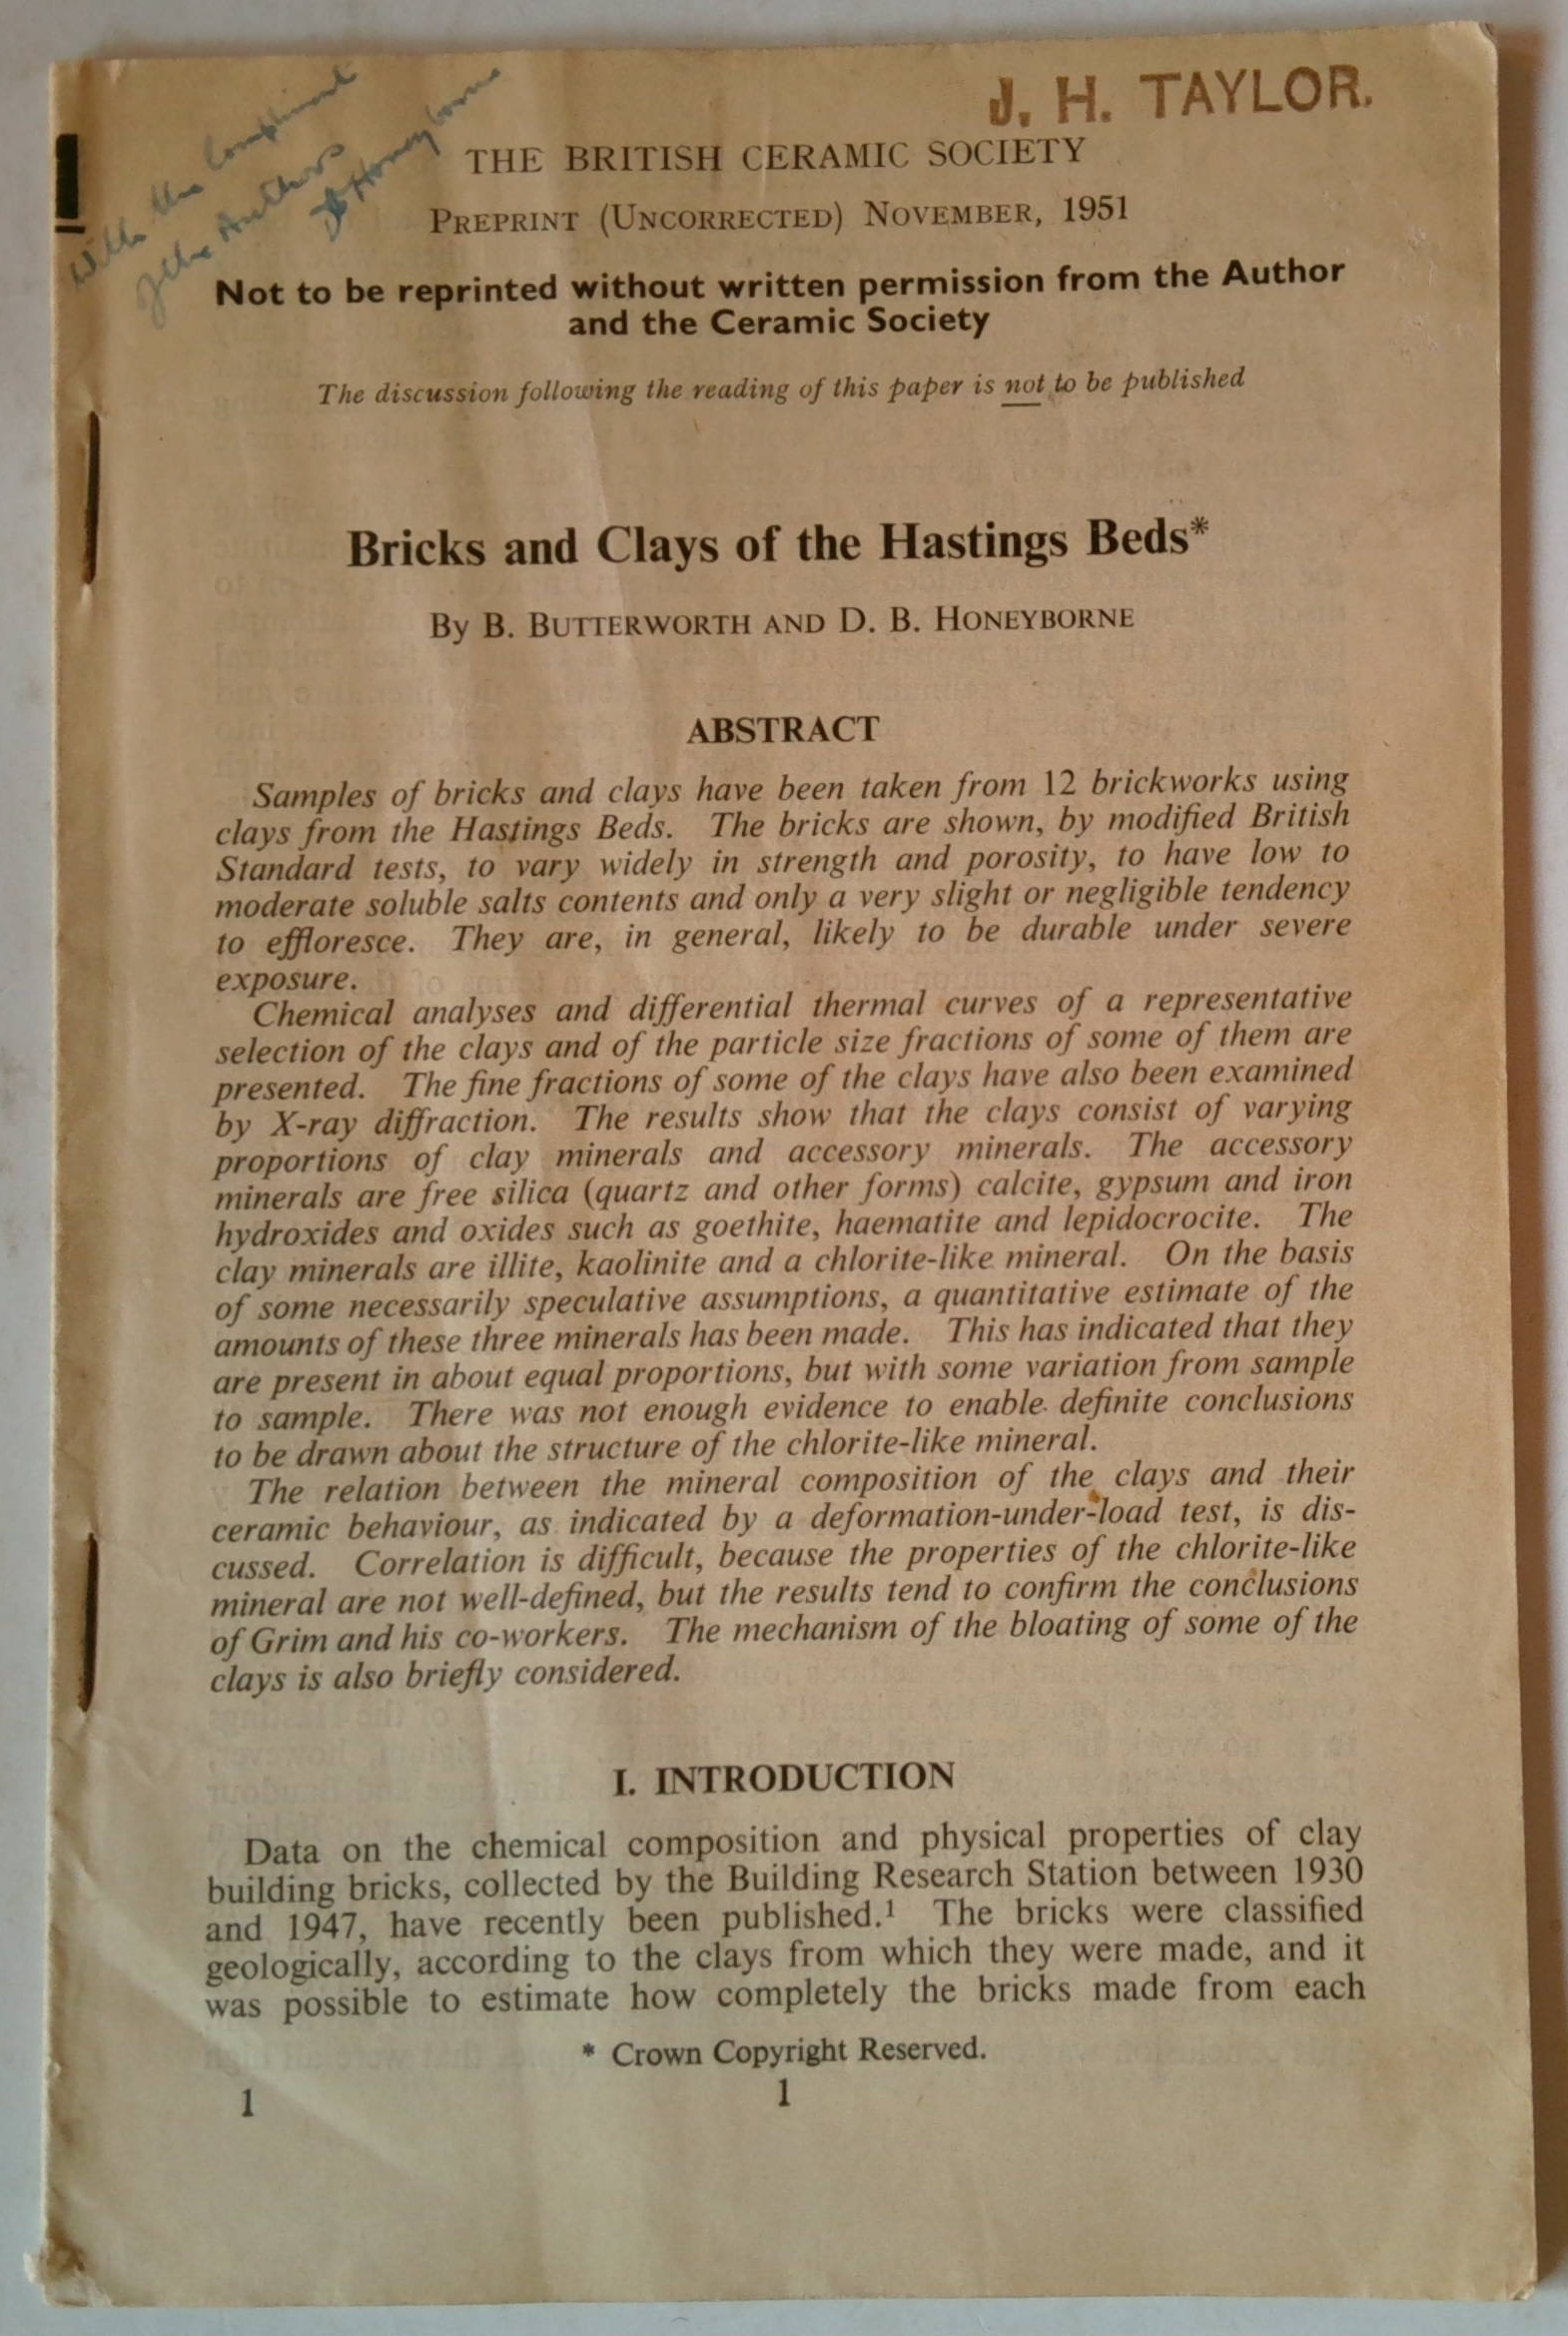 With the Compliments
of the Authors
DB Honeyborne
J. H. TAYLOR.
THE BRITISH CERAMIC SOCIETY
PREPRINT (UNCORRECTED) NOVEMBER, 1951
Not to be reprinted without written permission from the Author
and the Ceramic Society
The discussion following the reading of this paper is not to be published
Bricks and Clays of the Hastings Beds*
By B. BUTTERWORTH AND D. B. HONEYBORNE
ABSTRACT
Samples of bricks and clays have been taken from 12 brickworks using
clays from the Hastings Beds. The bricks are shown, by modified British
Standard tests, to vary widely in strength and porosity, to have low to
moderate soluble salts contents and only a very slight or negligible tendency
to effloresce. They are, in general, likely to be durable under severe
exposure.
Chemical analyses and differential thermal curves of a representative
selection of the clays and of the particle size fractions of some of them are
presented. The fine fractions of some of the clays have also been examined
by X-ray diffraction. The results show that the clays consist of varying
proportions of clay minerals and accessory minerals. The accessory
minerals are free silica (quartz and other forms) calcite, gypsum and iron
hydroxides and oxides such as goethite, haematite and lepidocrocite. The
clay minerals are illite, kaolinite and a chlorite-like mineral. On the basis
of some necessarily speculative assumptions, a quantitative estimate of the
amounts of these three minerals has been made. This has indicated that they
are present in about equal proportions, but with some variation from sample
to sample. There was not enough evidence to enable definite conclusions
to be drawn about the structure of the chlorite-like mineral.
The relation between the mineral composition of the clays and their
ceramic behaviour, as indicated by a deformation-under-load test, is dis-
cussed. Correlation is difficult, because the properties of the chlorite-like
mineral are not well-defined, but the results tend to confirm the conclusions
of Grim and his co-workers. The mechanism of the bloating of some of the
clays is also briefly considered.
I. INTRODUCTION
Data on the chemical composition and physical properties of clay
building bricks, collected by the Building Research Station between 1930
and 1947, have recently been published.¹ The bricks were classified
geologically, according to the clays from which they were made, and it
was possible to estimate how completely the bricks made from each
* Crown Copyright Reserved.
1 1